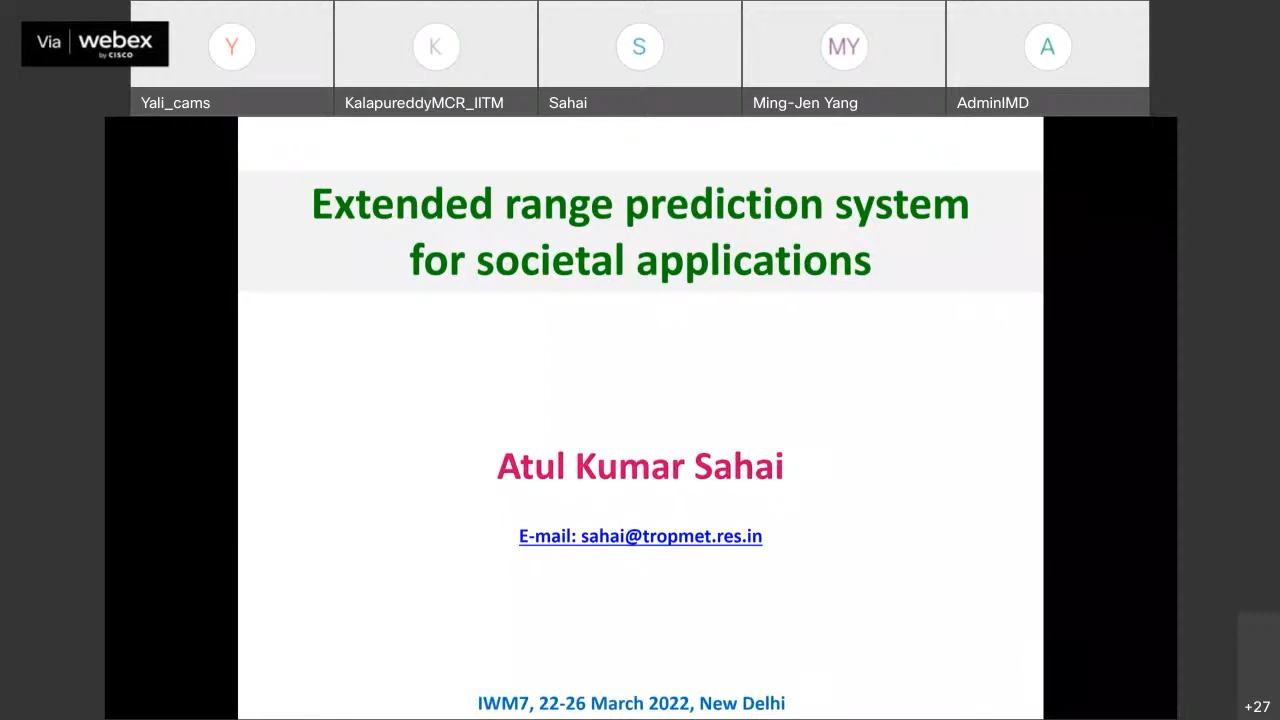 Via webex
by CISCO
Y
K
S
MY
A
Yali_cams
KalapureddyMCR_IITM
Sahai
Ming-Jen Yang
AdminIMD
Extended range prediction system
for societal applications
Atul Kumar Sahai
E-mail: sahai@tropmet.res.in
IWM7, 22-26 March 2022, New Delhi
+27